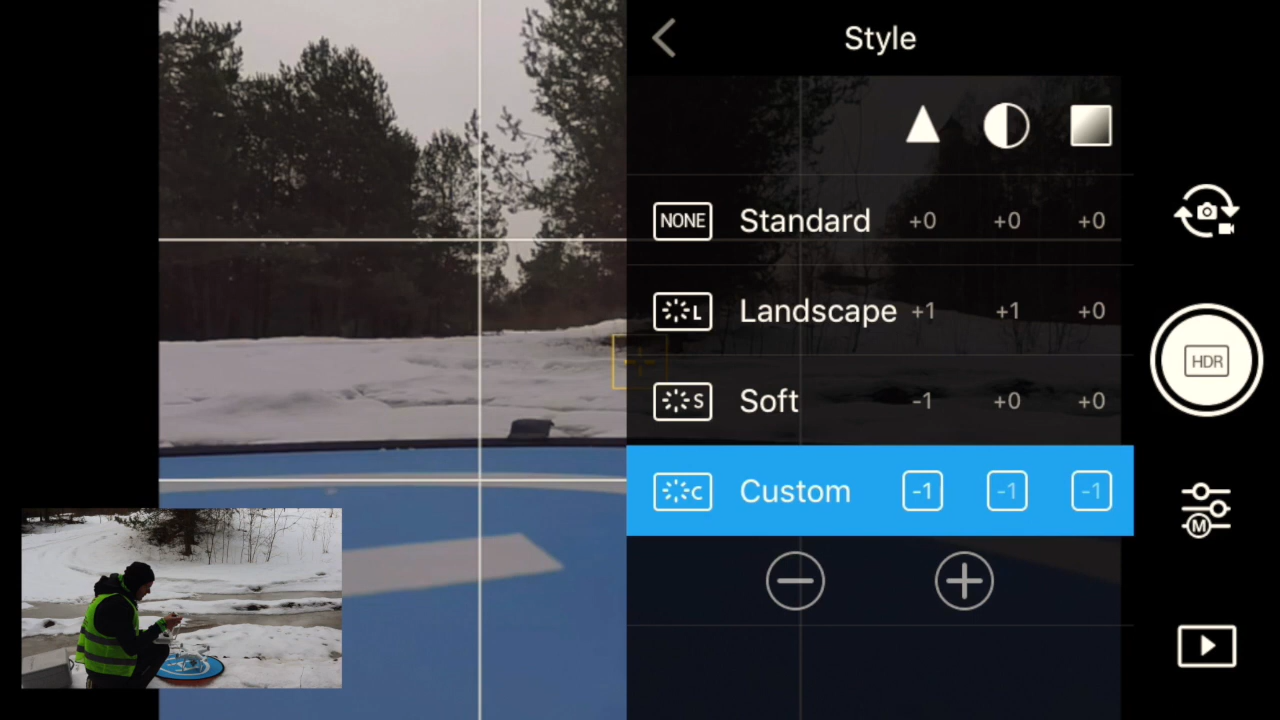 Style
NONE Standard +0 +0 +0
L Landscape +1 +1 +0
S Soft -1 +0 +0
C Custom -1 -1 -1
HDR
M